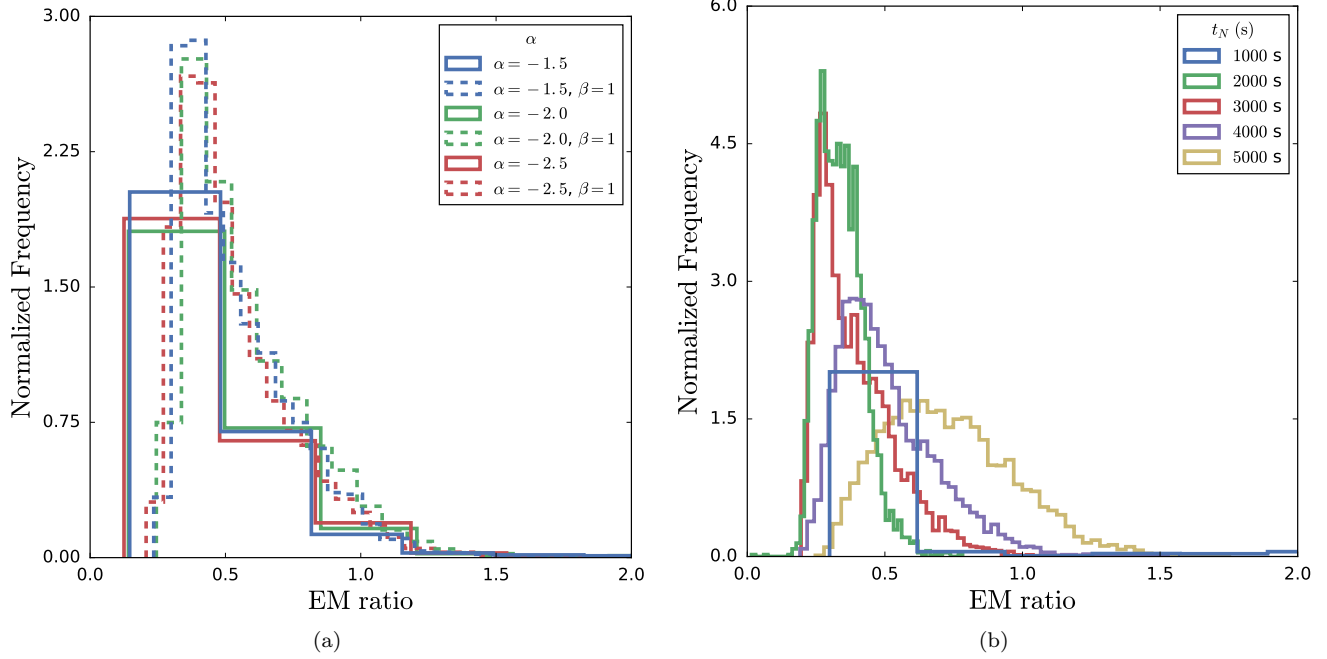 3.00
2.25
1.50
0.75
0.00
Normalized Frequency
0.0
0.5
1.0
1.5
2.0
EM ratio
α
α = −1.5
α = −1.5, β = 1
α = −2.0
α = −2.0, β = 1
α = −2.5
α = −2.5, β = 1
(a)
6.0
4.5
3.0
1.5
0.0
Normalized Frequency
0.0
0.5
1.0
1.5
2.0
EM ratio
t_N (s)
1000 s
2000 s
3000 s
4000 s
5000 s
(b)